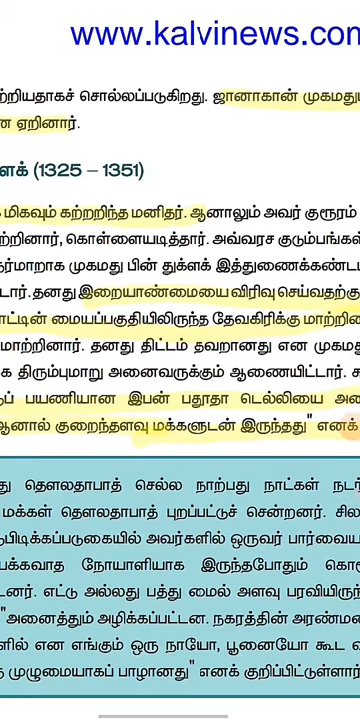 www.kalvinews.com
ற்றியதாகச் சொல்லப்படுகிறது. ஜானாகான் முகமது
ஏறினார்.
ளக் (1325 – 1351)
மிகவும் கற்றறிந்த மனிதர். ஆனாலும் அவர் குரூரம்
ற்றினார், கொள்ளையடித்தார். அவ்வரச குடும்பங்கள்
தர்மாறாக முகமது பின் துக்ளக் இத்துணைக்கண்ட
டார். தனது இறையாண்மையை விரிவு செய்வதற்கு
ாட்டின் மையப்பகுதியிலிருந்த தேவகிரிக்கு மாற்றின
மாற்றினார். தனது திட்டம் தவறானது என முகம
க திரும்புமாறு அனைவருக்கும் ஆணையிட்டார்.
பயணியான இபன் பதூதா டெல்லியை
ஆனால் குறைந்தளவு மக்களுடன் இருந்தது" எனக்
து தௌலதாபாத் செல்ல நாற்பது நாட்கள் நடந்
மக்கள் தௌலதாபாத் புறப்பட்டுச் சென்றனர். சில
பிடிக்கப்படுகையில் அவர்களில் ஒருவர் பார்வைய
பக்கவாத நோயாளியாக இருந்தபோதும்
டனர். எட்டு அல்லது பத்து மைல் அளவு பரவியிருந்
"அனைத்தும் அழிக்கப்பட்டன. நகரத்தின் அரண்ம
களில் என எங்கும் ஒரு நாயோ, பூனையோ கூட
முழுமையாகப் பாழானது" எனக் குறிப்பிட்டுள்ளார்